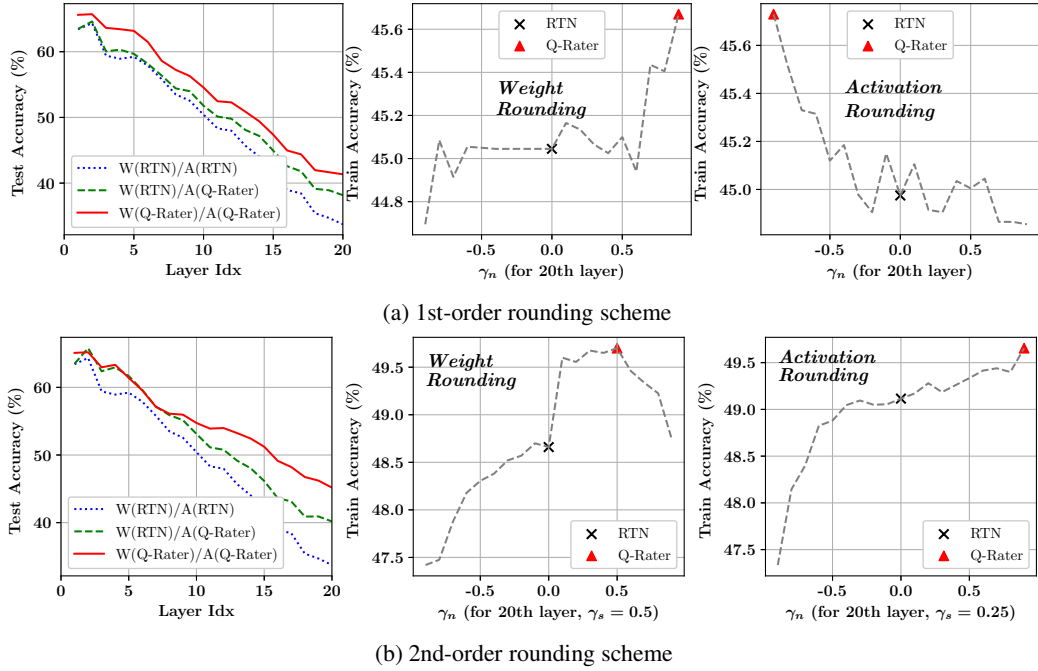 Test Accuracy (%)
60
50
40
W(RTN)/A(RTN)
W(RTN)/A(Q-Rater)
W(Q-Rater)/A(Q-Rater)
0 5 10 15 20
Layer Idx
Train Accuracy (%)
45.6
45.4
45.2
45.0
44.8
RTN
Q-Rater
Weight
Rounding
-0.5 0.0 0.5
γn (for 20th layer)
Train Accuracy (%)
45.6
45.4
45.2
45.0
RTN
Q-Rater
Activation
Rounding
-0.5 0.0 0.5
γn (for 20th layer)
(a) 1st-order rounding scheme
Test Accuracy (%)
60
50
40
W(RTN)/A(RTN)
W(RTN)/A(Q-Rater)
W(Q-Rater)/A(Q-Rater)
0 5 10 15 20
Layer Idx
Train Accuracy (%)
49.5
49.0
48.5
48.0
47.5
Weight
Rounding
RTN
Q-Rater
-0.5 0.0 0.5
γn (for 20th layer, γs = 0.5)
Train Accuracy (%)
49.5
49.0
48.5
48.0
47.5
Activation
Rounding
RTN
Q-Rater
-0.5 0.0 0.5
γn (for 20th layer, γs = 0.25)
(b) 2nd-order rounding scheme